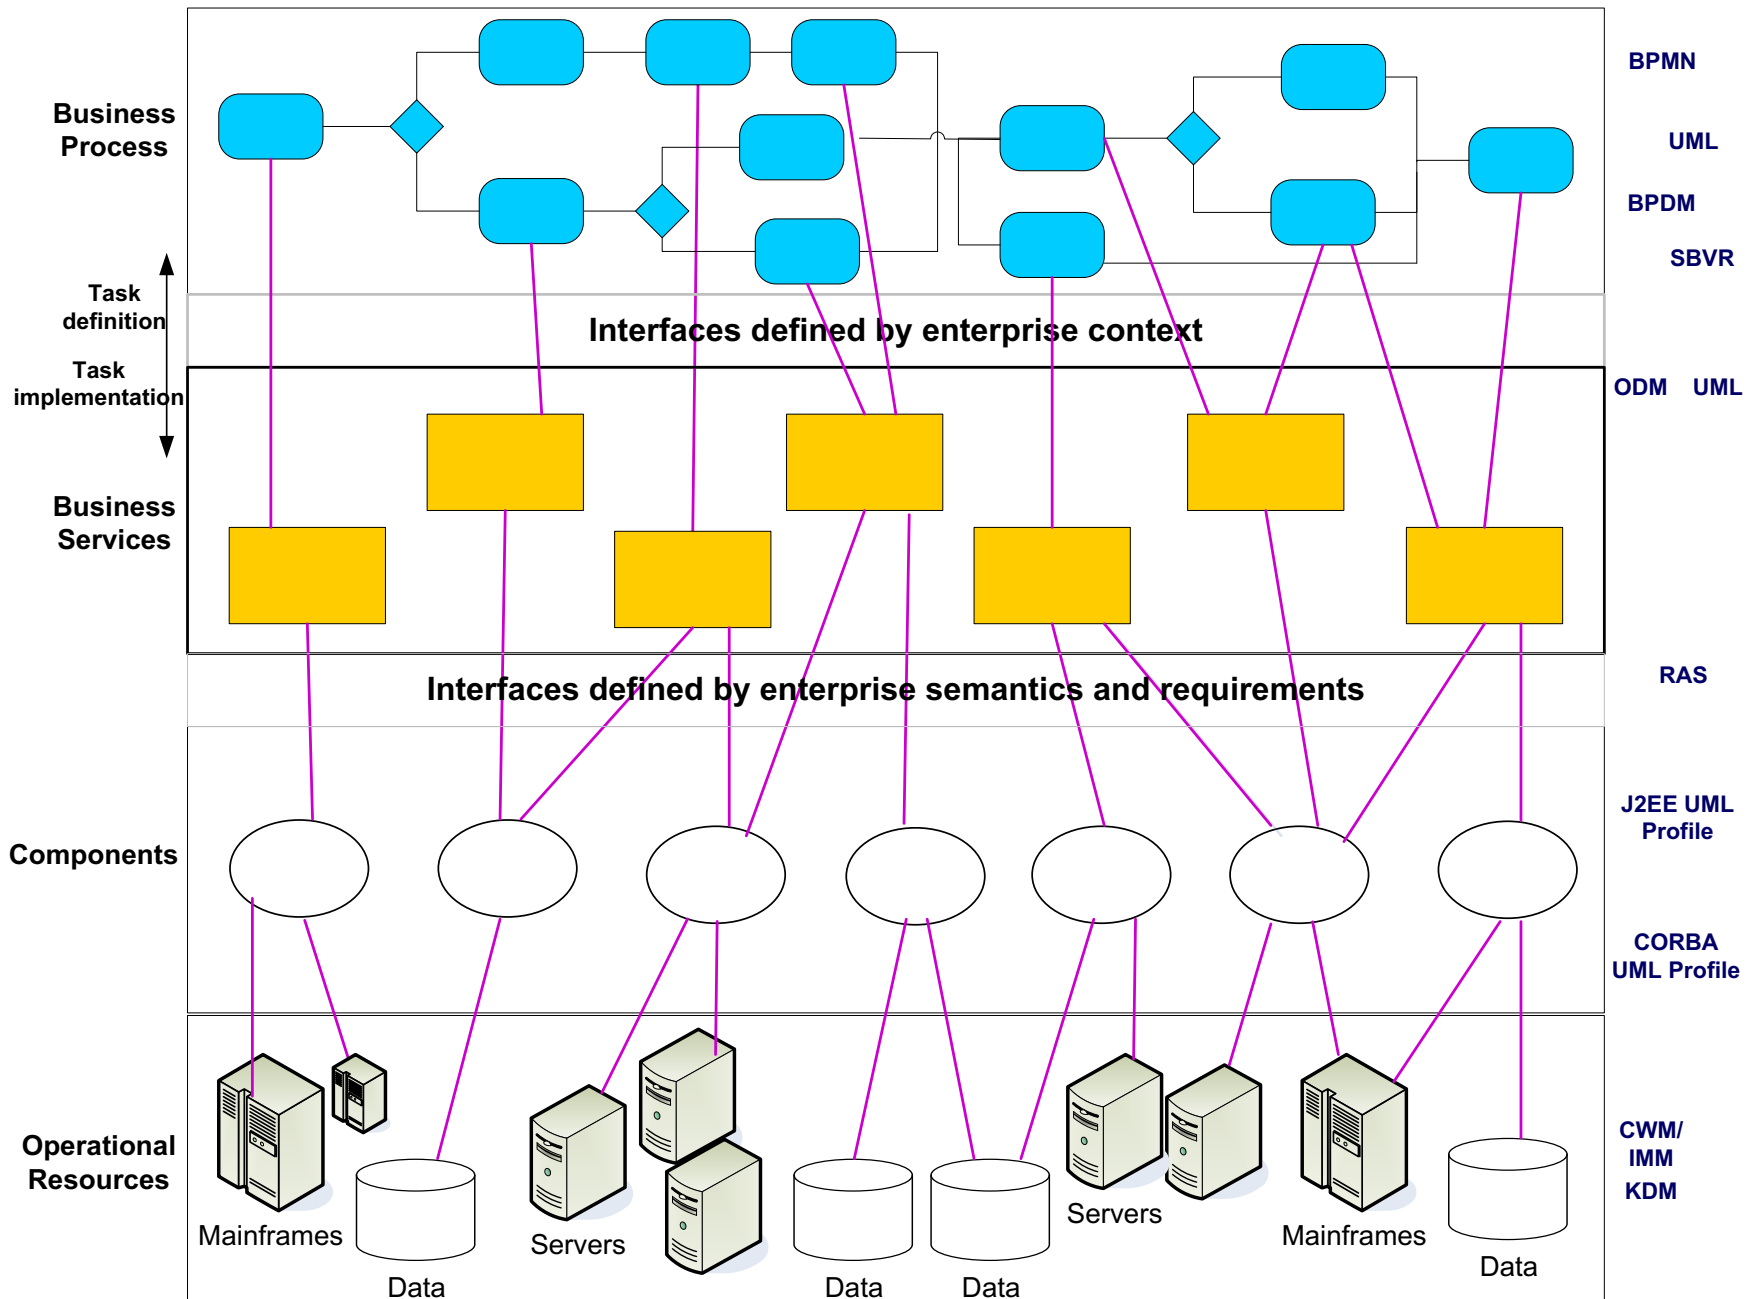 BPMN
Business
Process
UML
BPDM
SBVR
Task
definition
Interfaces defined by enterprise context
Task
implementation
ODM UML
Business
Services
RAS
Interfaces defined by enterprise semantics and requirements
J2EE UML
Profile
Components
CORBA
UML Profile
Operational
Resources
CWM/
IMM
KDM
Mainframes
Data
Servers
Data
Data
Servers
Mainframes
Data